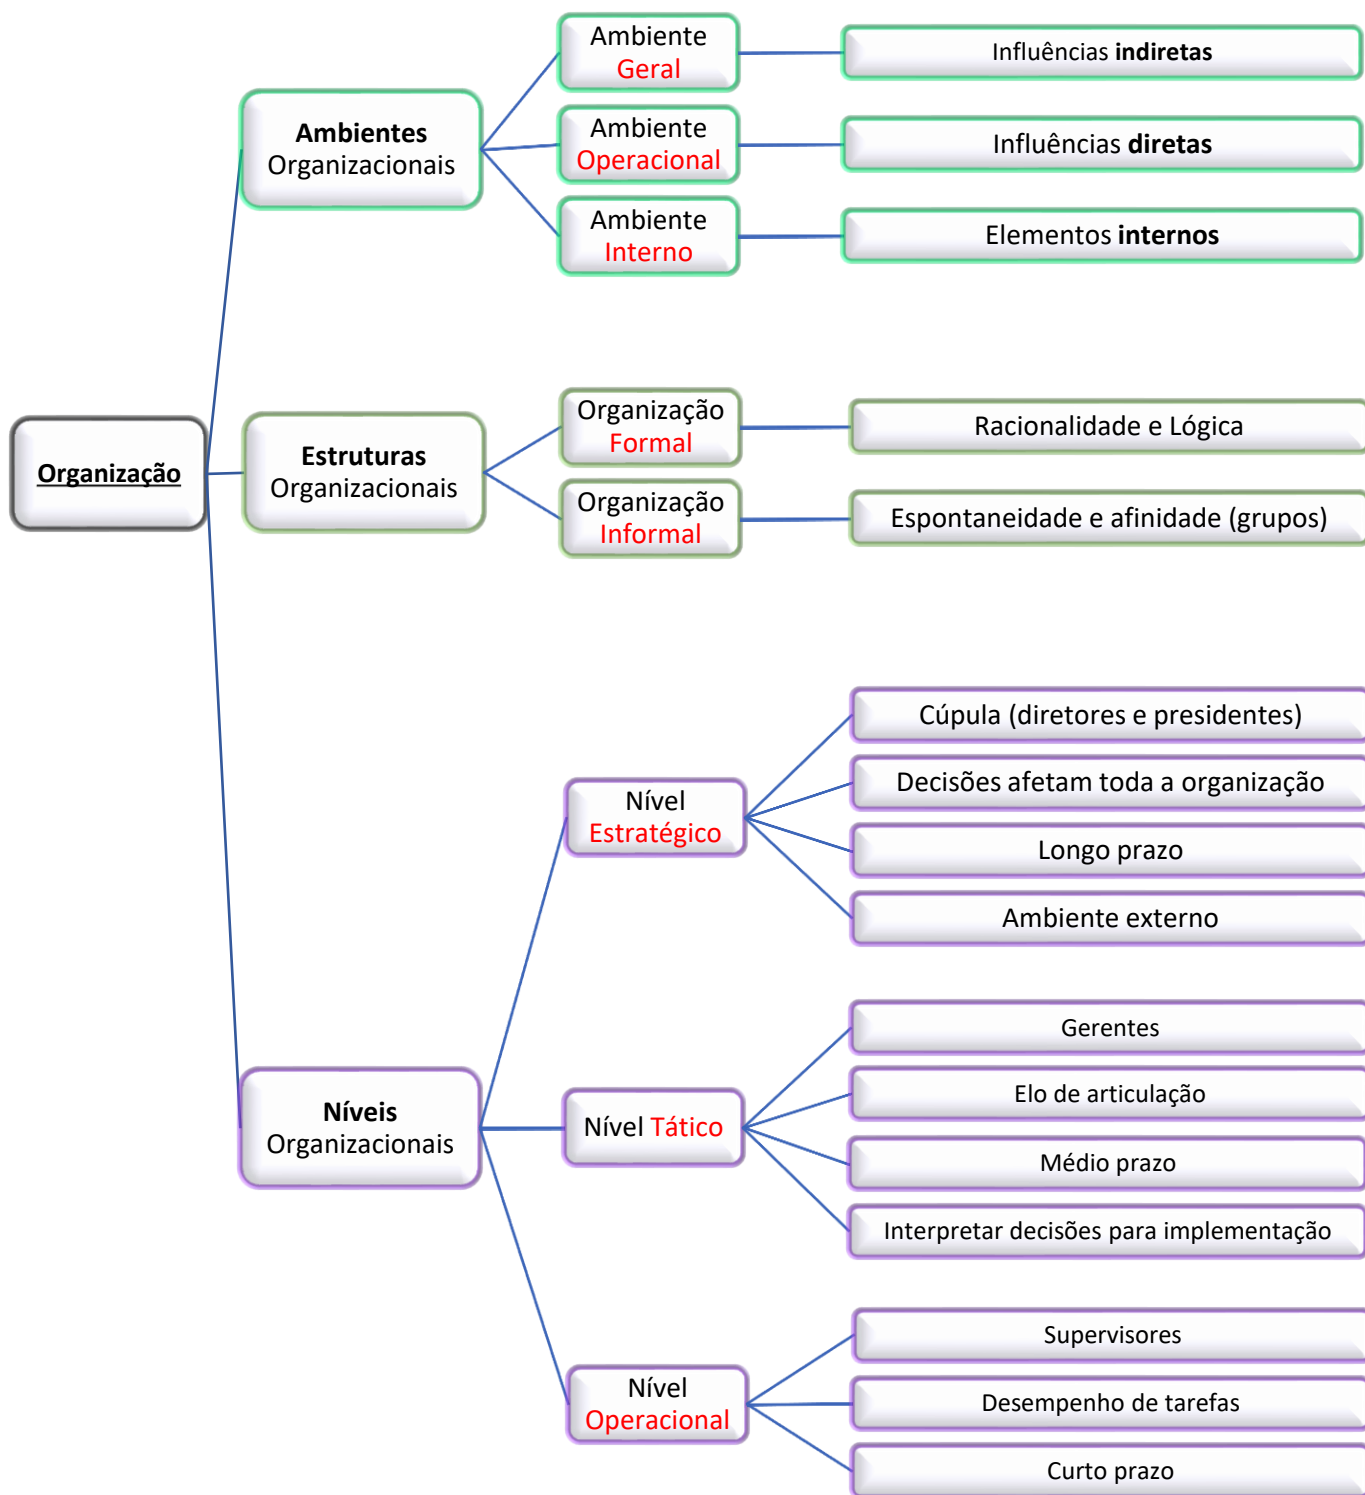 Organização
Ambientes
Organizacionais
Ambiente
Geral
Influências indiretas
Ambiente
Operacional
Influências diretas
Ambiente
Interno
Elementos internos
Estruturas
Organizacionais
Organização
Formal
Racionalidade e Lógica
Organização
Informal
Espontaneidade e afinidade (grupos)
Níveis
Organizacionais
Nível
Estratégico
Cúpula (diretores e presidentes)
Decisões afetam toda a organização
Longo prazo
Ambiente externo
Nível Tático
Gerentes
Elo de articulação
Médio prazo
Interpretar decisões para implementação
Nível
Operacional
Supervisores
Desempenho de tarefas
Curto prazo